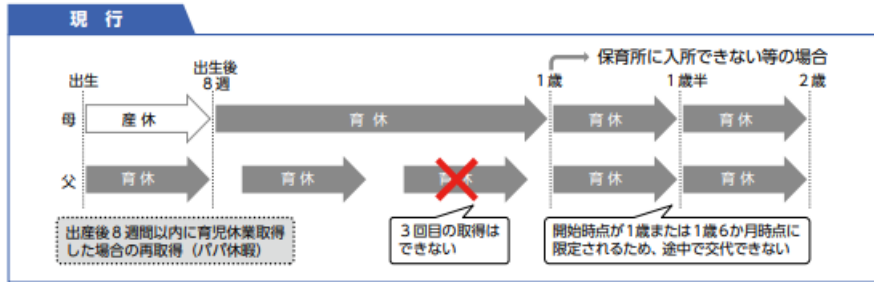 現 行
保育所に入所できない等の場合
出生
出生後
8週
1歳
1歳半
2歳
母
産休
育休
育休
育休
父
育休
育休
育休
育休
育休
出産後8週間以内に育児休業取得
した場合の再取得（パパ休暇）
3回目の取得は
できない
開始時点が1歳または1歳6か月時点に
限定されるため、途中で交代できない